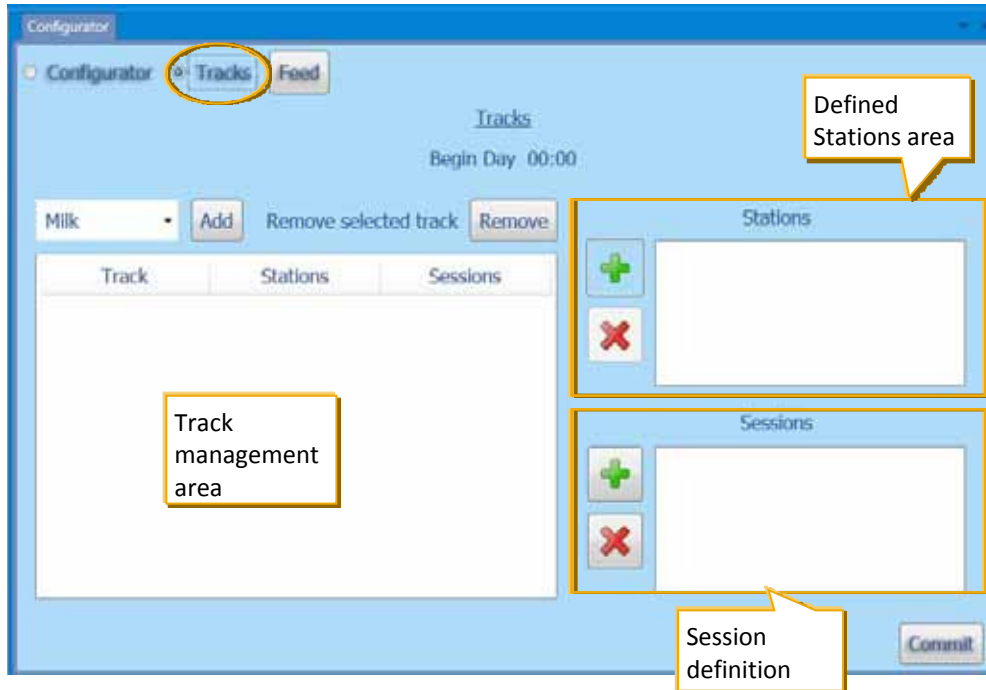 Configurator
Configurator Tracks Feed
Tracks
Begin Day 00:00
Defined
Stations area
Milk Add Remove selected track Remove
Track Stations Sessions
Stations
Track
management
area
Sessions
Session
definition
Commit